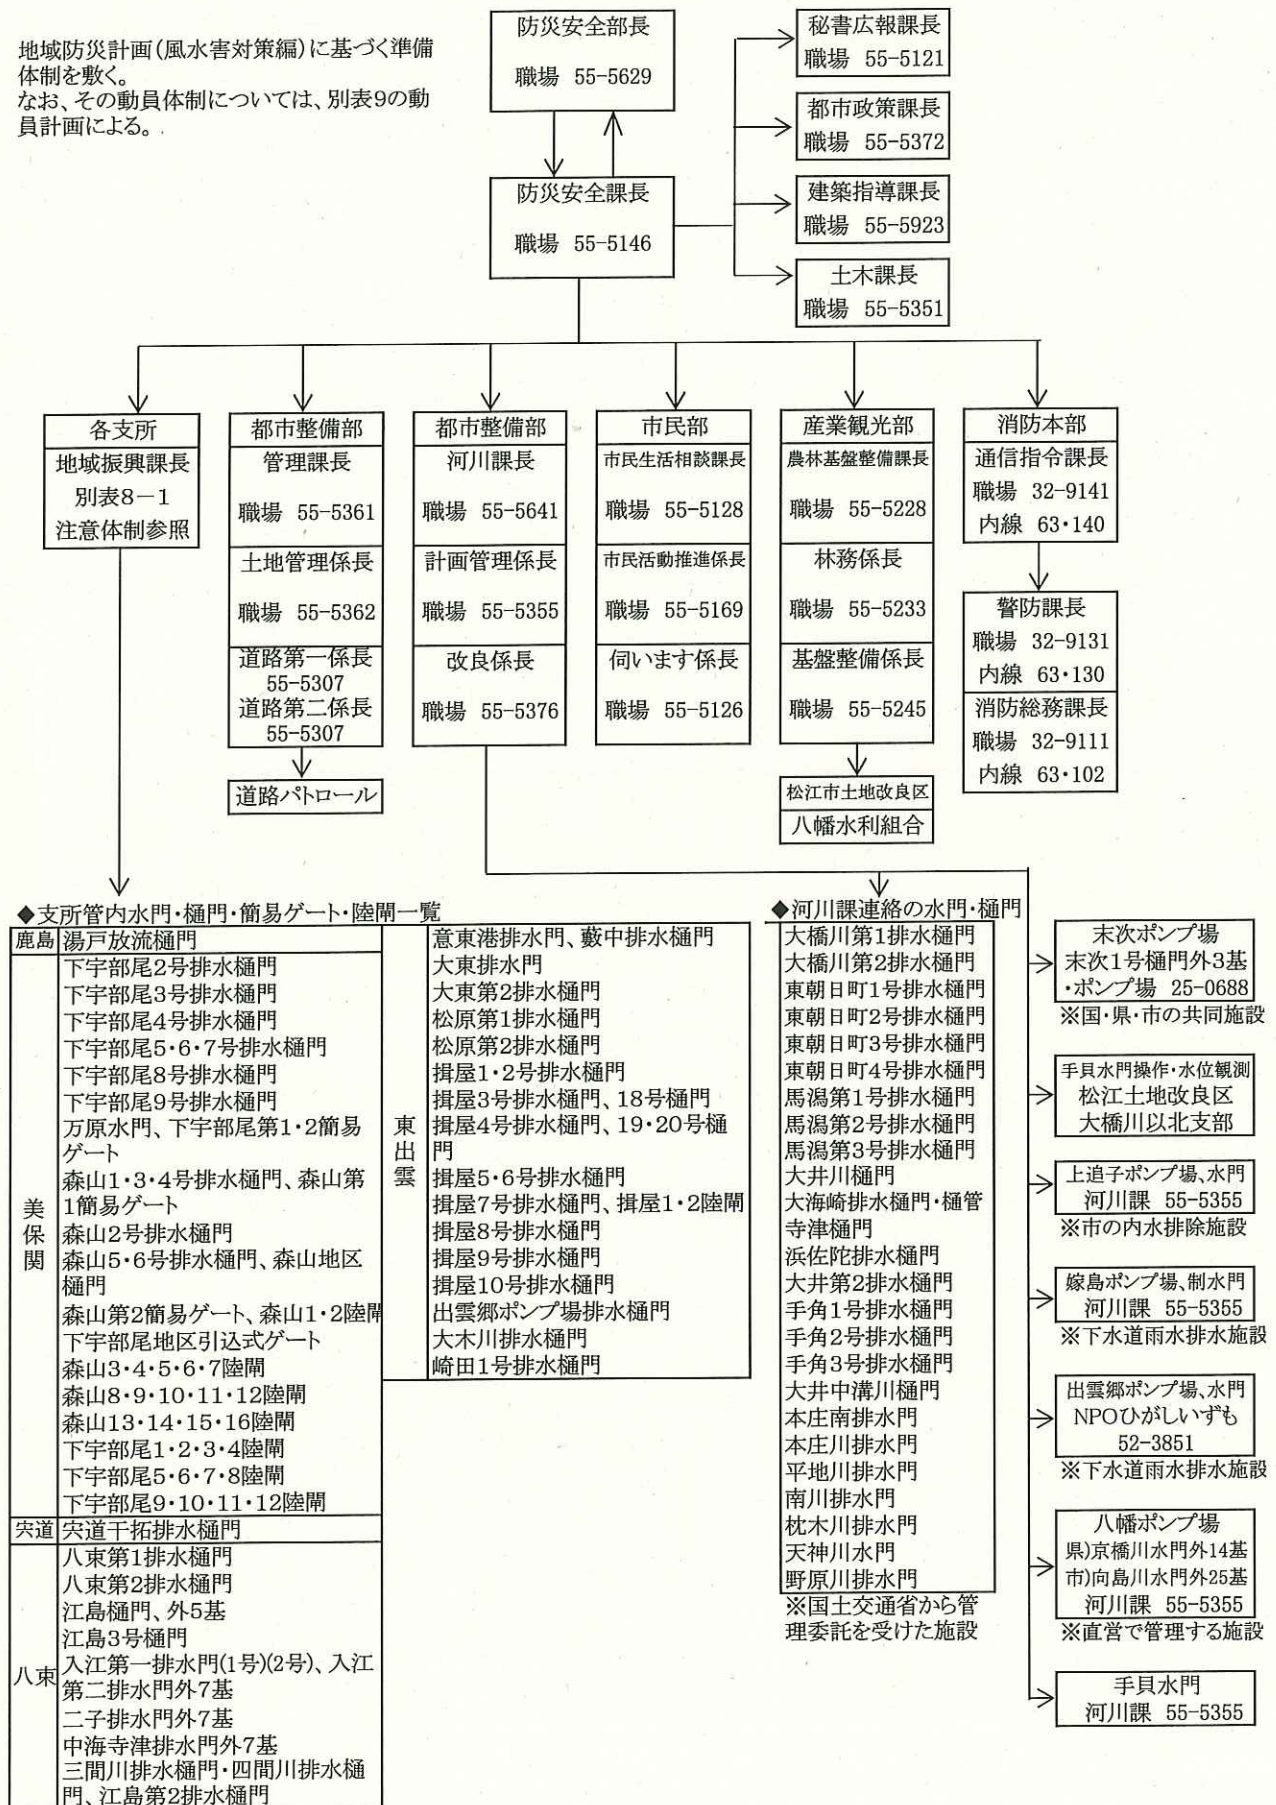 地域防災計画(風水害対策編)に基づく準備
体制を敷く。
なお、その動員体制については、別表9の動
員計画による。
防災安全部長
職場 55-5629
防災安全課長
職場 55-5146
秘書広報課長
職場 55-5121
都市政策課長
職場 55-5372
建築指導課長
職場 55-5923
土木課長
職場 55-5351
各支所
地域振興課長
別表8-1
注意体制参照
都市整備部
管理課長
職場 55-5361
土地管理係長
職場 55-5362
道路第一係長
55-5307
道路第二係長
55-5307
道路パトロール
都市整備部
河川課長
職場 55-5641
計画管理係長
職場 55-5355
改良係長
職場 55-5376
市民部
市民生活相談課長
職場 55-5128
市民活動推進係長
職場 55-5169
伺います係長
職場 55-5126
産業観光部
農林基盤整備課長
職場 55-5228
林務係長
職場 55-5233
基盤整備係長
職場 55-5245
松江市土地改良区
八幡水利組合
消防本部
通信指令課長
職場 32-9141
内線 63・140
警防課長
職場 32-9131
内線 63・130
消防総務課長
職場 32-9111
内線 63・102
◆支所管内水門・樋門・簡易ゲート・陸閘一覧
鹿島
湯戸放流樋門
美保関
下宇部尾2号排水樋門
下宇部尾3号排水樋門
下宇部尾4号排水樋門
下宇部尾5・6・7号排水樋門
下宇部尾8号排水樋門
下宇部尾9号排水樋門
万原水門、下宇部尾第1・2簡易
ゲート
森山1・3・4号排水樋門、森山第
1簡易ゲート
森山2号排水樋門
森山5・6号排水樋門、森山地区
樋門
森山第2簡易ゲート、森山1・2陸閘
下宇部尾地区引込式ゲート
森山3・4・5・6・7陸閘
森山8・9・10・11・12陸閘
森山13・14・15・16陸閘
下宇部尾1・2・3・4陸閘
下宇部尾5・6・7・8陸閘
下宇部尾9・10・11・12陸閘
宍道
宍道干拓排水樋門
八束
八束第1排水樋門
八束第2排水樋門
江島樋門、外5基
江島3号樋門
入江第一排水門(1号)(2号)、入江
第二排水門外7基
二子排水門外7基
中海寺津排水門外7基
三間川排水樋門・四間川排水樋
門、江島第2排水樋門
東出雲
意東港排水門、藪中排水樋門
大東排水門
大東第2排水樋門
松原第1排水樋門
松原第2排水樋門
揖屋1・2号排水樋門
揖屋3号排水樋門、18号樋門
揖屋4号排水樋門、19・20号樋
門
揖屋5・6号排水樋門
揖屋7号排水樋門、揖屋1・2陸閘
揖屋8号排水樋門
揖屋9号排水樋門
揖屋10号排水樋門
出雲郷ポンプ場排水樋門
大木川排水樋門
崎田1号排水樋門
◆河川課連絡の水門・樋門
大橋川第1排水樋門
大橋川第2排水樋門
東朝日町1号排水樋門
東朝日町2号排水樋門
東朝日町3号排水樋門
東朝日町4号排水樋門
馬潟第1号排水樋門
馬潟第2号排水樋門
馬潟第3号排水樋門
大井川樋門
大海崎排水樋門・樋管
寺津樋門
浜佐陀排水樋門
大井第2排水樋門
手角1号排水樋門
手角2号排水樋門
手角3号排水樋門
大井中溝川樋門
本庄南排水門
本庄川排水門
平地川排水門
南川排水門
枕木川排水門
天神川水門
野原川排水門
※国土交通省から管
理委託を受けた施設
末次ポンプ場
末次1号樋門外3基
・ポンプ場 25-0688
※国・県・市の共同施設
手貝水門操作・水位観測
松江土地改良区
大橋川以北支部
上追子ポンプ場、水門
河川課 55-5355
※市の内水排除施設
嫁島ポンプ場、制水門
河川課 55-5355
※下水道雨水排水施設
出雲郷ポンプ場、水門
NPOひがしいずも
52-3851
※下水道雨水排水施設
八幡ポンプ場
県)京橋川水門外14基
市)向島川水門外25基
河川課 55-5355
※直営で管理する施設
手貝水門
河川課 55-5355